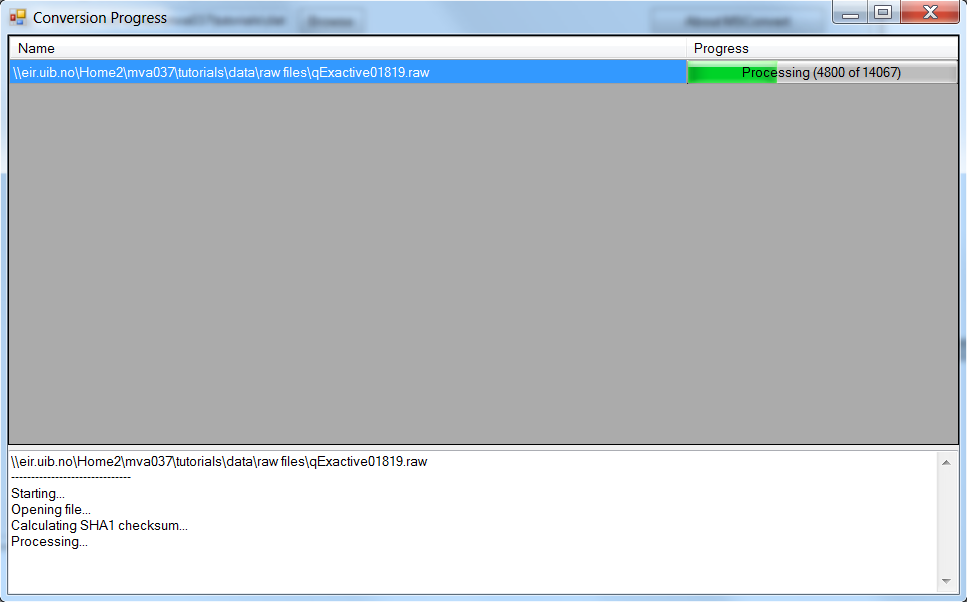 Conversion Progress
Name
Progress
\\eir.uib.no\Home2\mva037\tutorials\data\raw files\qExactive01819.raw
Processing (4800 of 14067)
\\eir.uib.no\Home2\mva037\tutorials\data\raw files\qExactive01819.raw
------------------------------
Starting...
Opening file...
Calculating SHA1 checksum...
Processing...